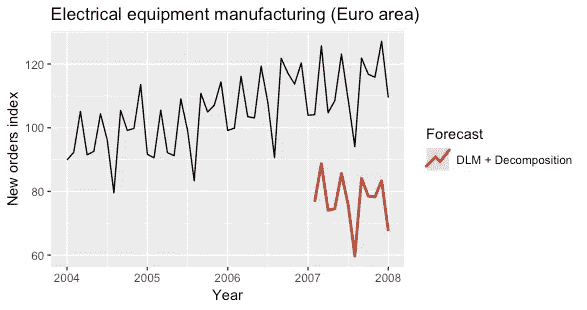 Electrical equipment manufacturing (Euro area)
120
100
80
60
New orders index
2004
2005
2006
2007
2008
Year
Forecast
DLM + Decomposition